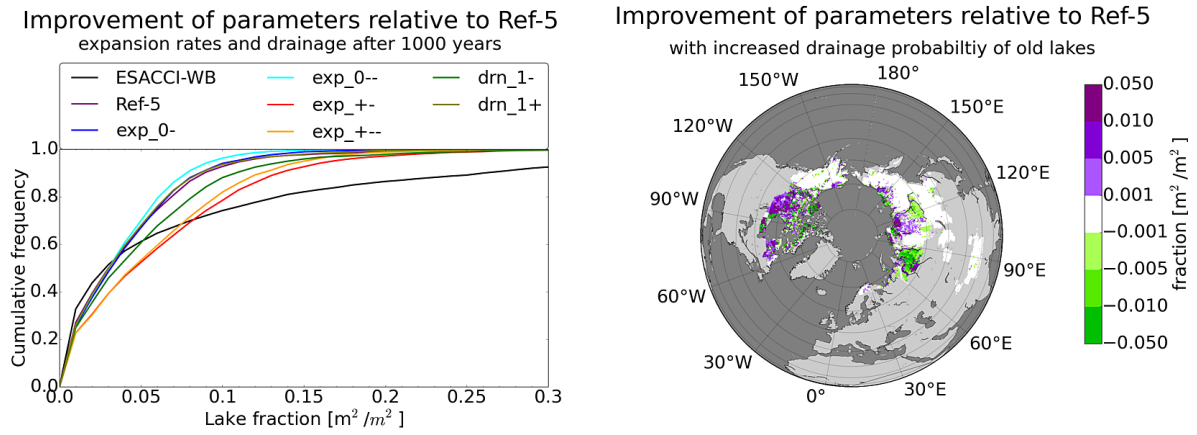 Improvement of parameters relative to Ref-5
expansion rates and drainage after 1000 years
ESACCI-WB
Ref-5
exp_0-
exp_0--
exp_+-
exp_+--
drn_1-
drn_1+
Cumulative frequency
1.0
0.8
0.6
0.4
0.2
0.0
0.0 0.05 0.1 0.15 0.2 0.25 0.3
Lake fraction [m² /m² ]
Improvement of parameters relative to Ref-5
with increased drainage probabiltiy of old lakes
180°
150°W
150°E
120°W
120°E
90°W
90°E
60°W
60°E
30°W
30°E
0°
0.050
0.010
0.005
0.001
−0.001
−0.005
−0.010
−0.050
fraction [m² /m² ]